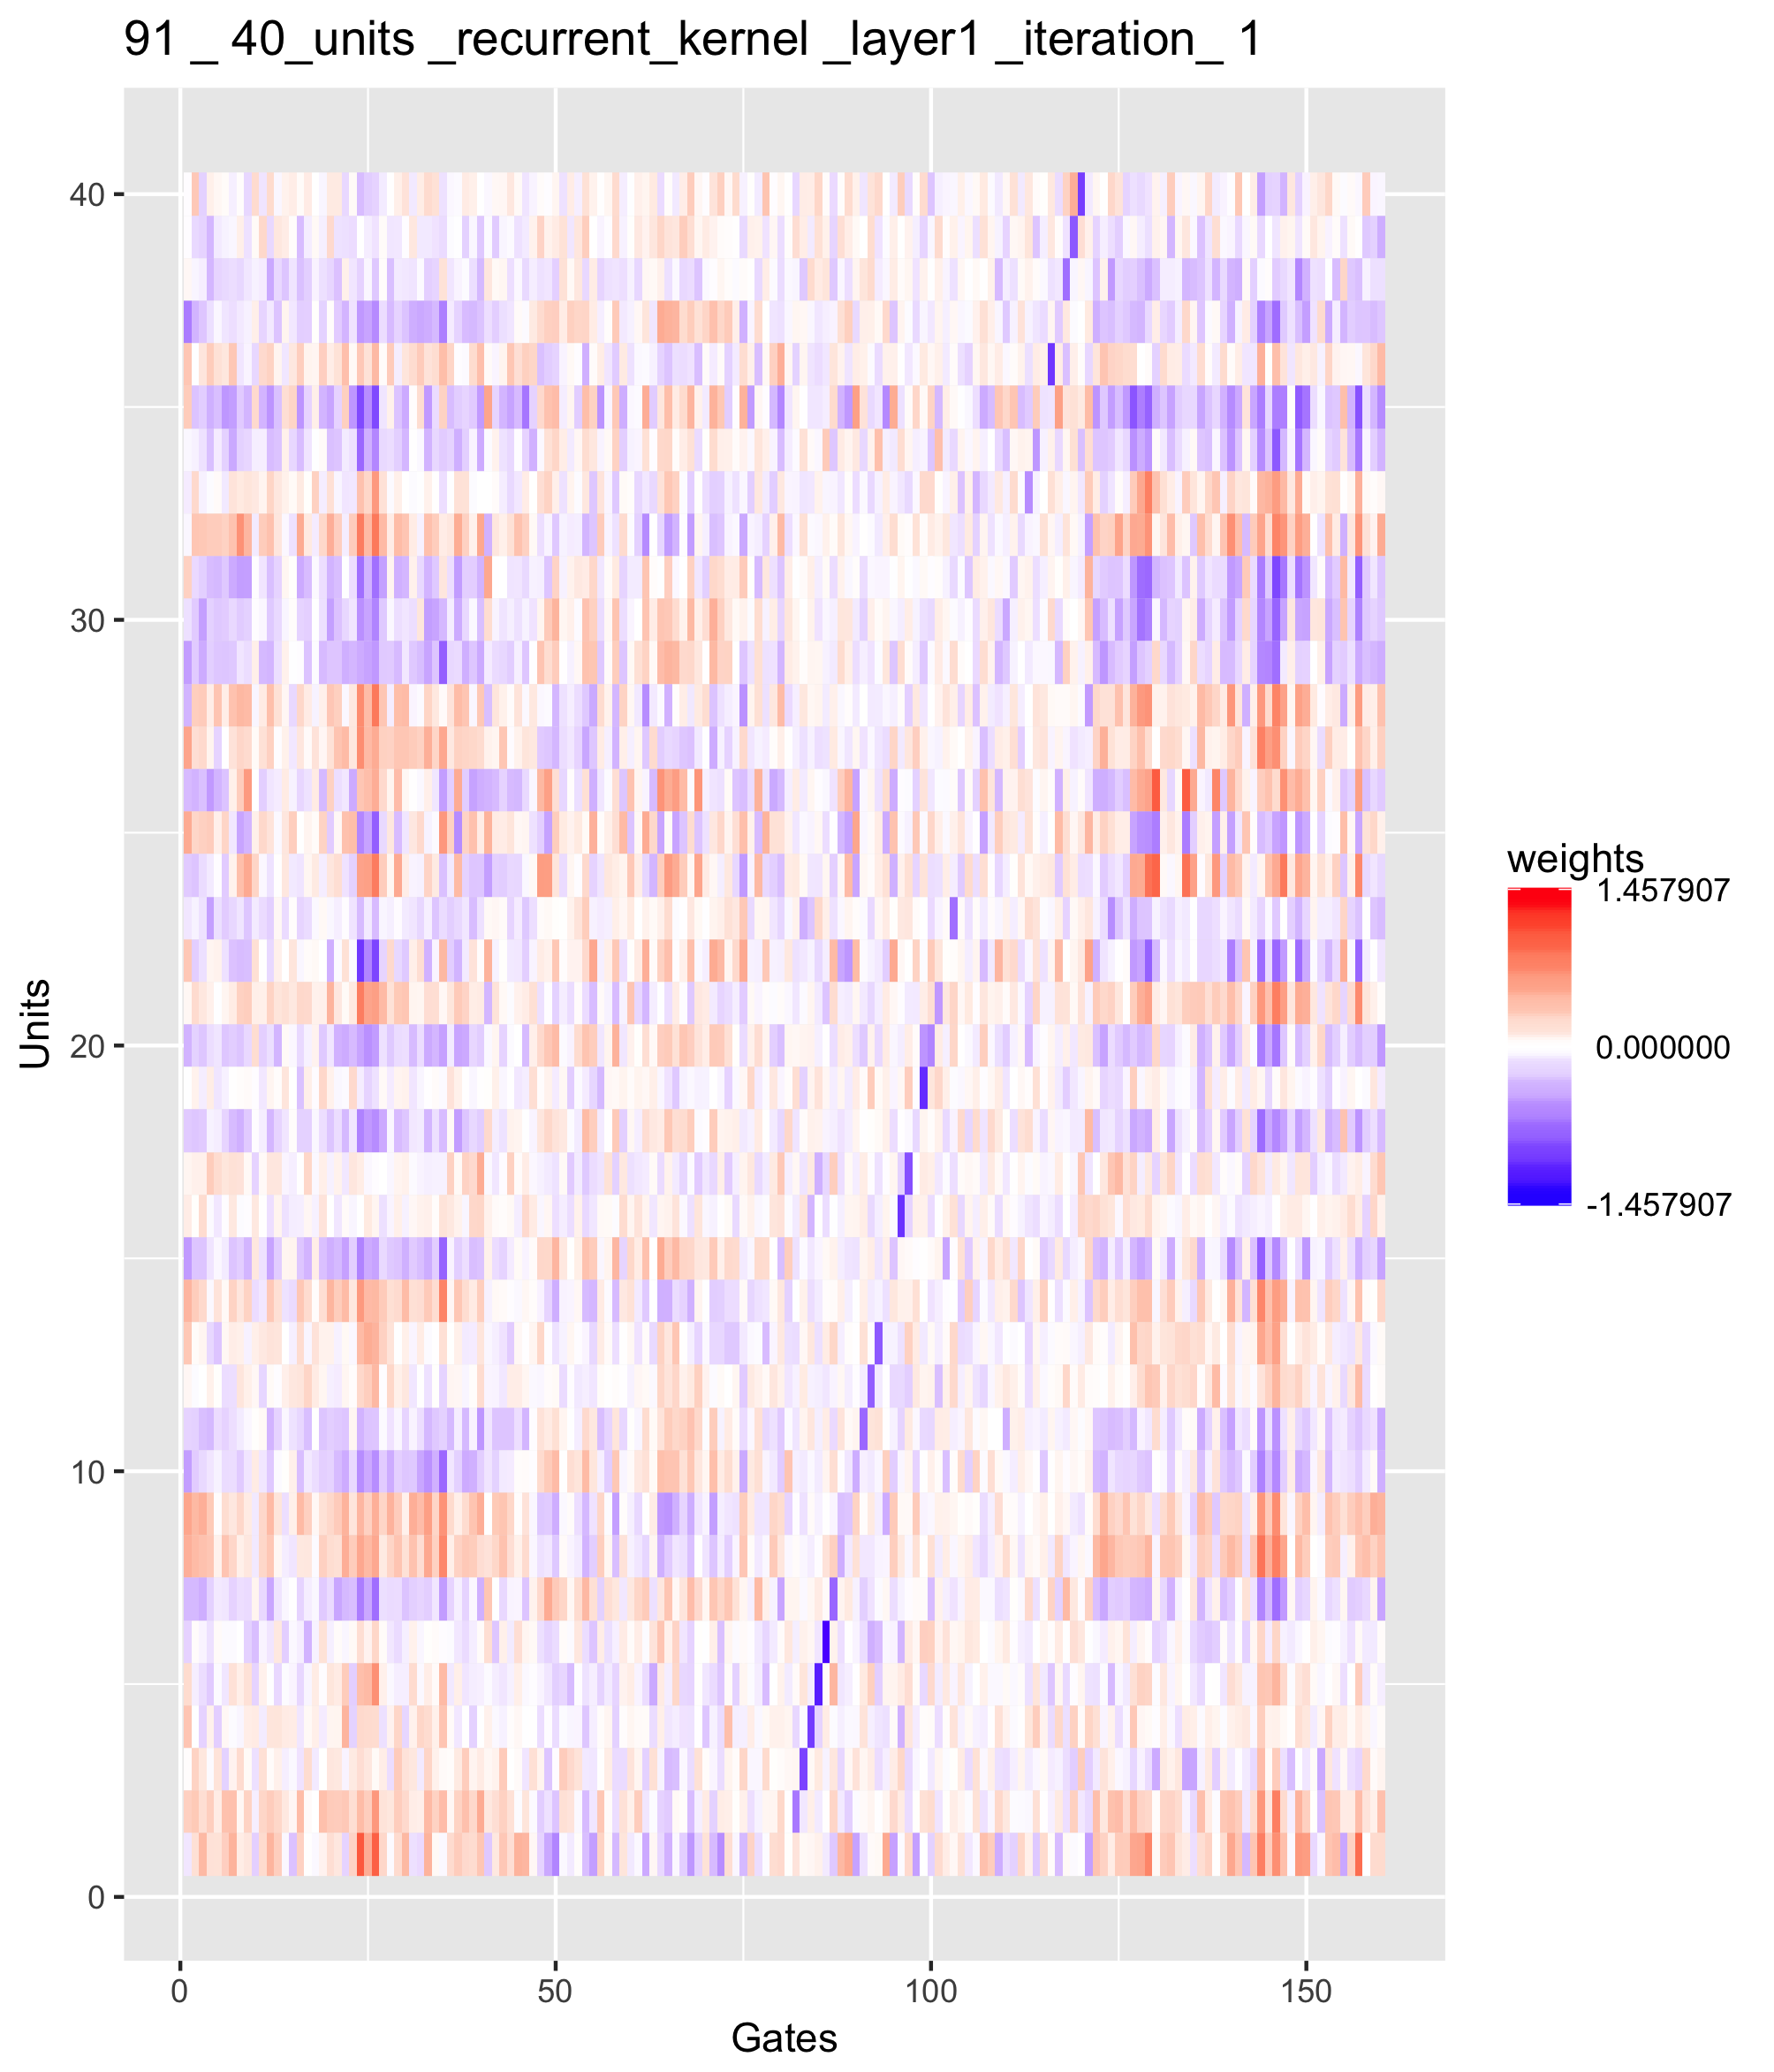 91 _ 40_units _recurrent_kernel _layer1 _iteration_ 1
40
30
20
10
0
Units
0 50 100 150
Gates
weights
1.457907
0.000000
-1.457907